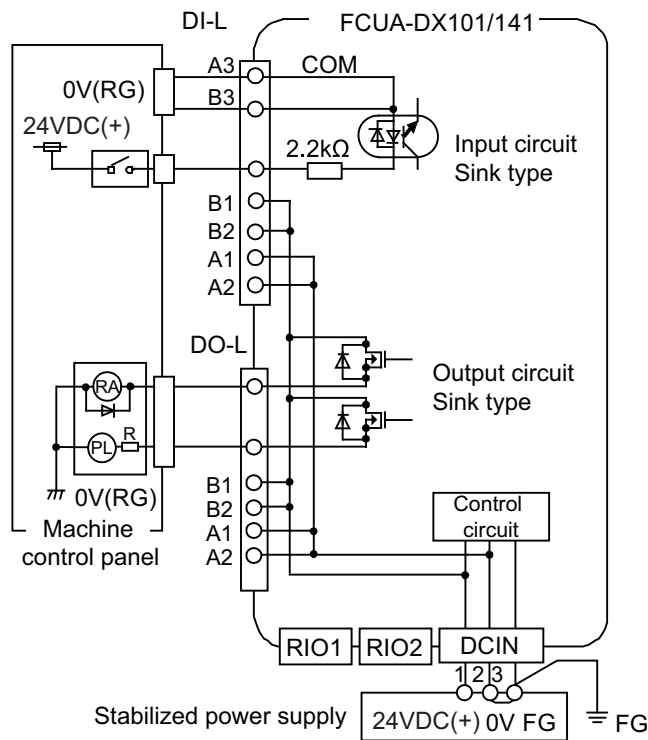 DI-L
FCUA-DX101/141
A3
COM
0V(RG)
B3
24VDC(+)
2.2kΩ
Input circuit
Sink type
B1
B2
A1
A2
DO-L
RA
Output circuit
Sink type
PL
R
0V(RG)
B1
B2
A1
A2
Machine
control panel
Control
circuit
RIO1
RIO2
DCIN
1 2 3
Stabilized power supply
24VDC(+) 0V FG
FG